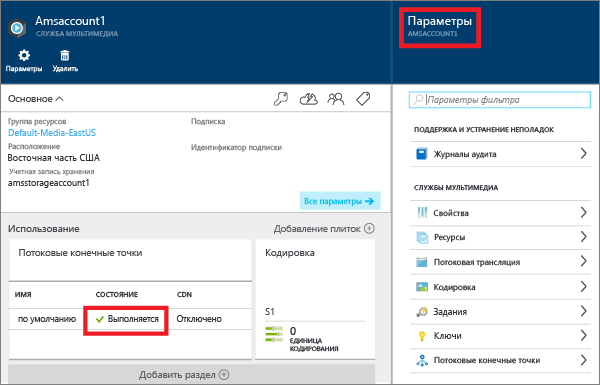 Amsaccount1
СЛУЖБА МУЛЬТИМЕДИА
Параметры
Удалить
Основное
Группа ресурсов
Default-Media-EastUS
Расположение
Восточная часть США
Учетная запись хранения
amsstorageaccount1
Подписка
Идентификатор подписки
Все параметры
Использование
Добавление плиток
Потоковые конечные точки
ИМЯ
СОСТОЯНИЕ
CDN
по умолчанию
Выполняется
Отключено
Кодировка
S1
0
ЕДИНИЦА
КОДИРОВАНИЯ
Добавить раздел
Параметры
AMSACCOUNT1
Параметры фильтра
ПОДДЕРЖКА И УСТРАНЕНИЕ НЕПОЛАДОК
Журналы аудита
СЛУЖБЫ МУЛЬТИМЕДИА
Свойства
Ресурсы
Потоковая трансляция
Кодировка
Задания
Ключи
Потоковые конечные точки